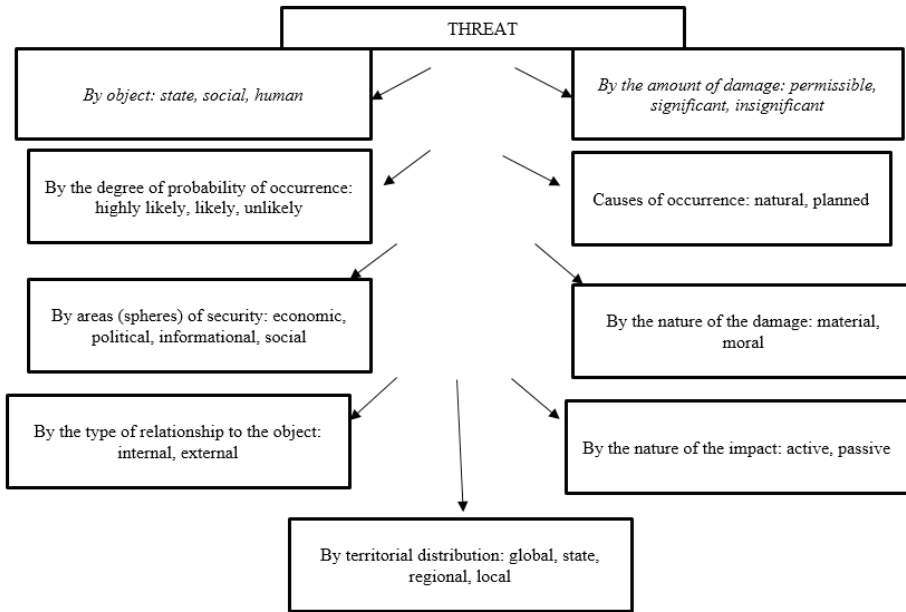 THREAT
By object: state, social, human
By the amount of damage: permissible,
significant, insignificant
By the degree of probability of occurrence:
highly likely, likely, unlikely
Causes of occurrence: natural, planned
By areas (spheres) of security: economic,
political, informational, social
By the nature of the damage: material,
moral
By the type of relationship to the object:
internal, external
By the nature of the impact: active, passive
By territorial distribution: global, state,
regional, local